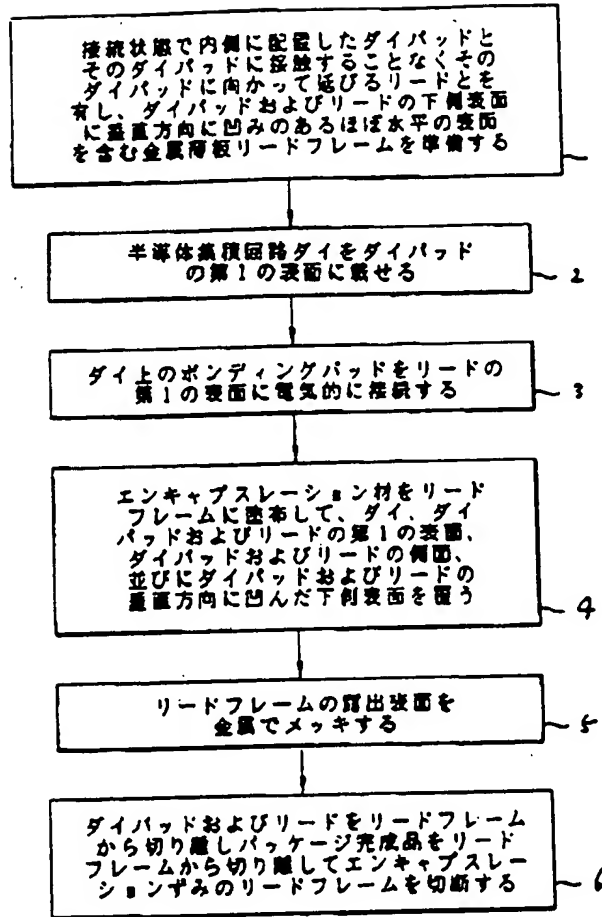 接続状態で内側に配置したダイパッドと
そのダイパッドに接触することなくその
ダイパッドに向かって延びるリードとを
有し、ダイパッドおよびリードの下側表面
に垂直方向に凹みのあるほぼ水平の表面
を含む金属薄板リードフレームを準備する
半導体集積回路ダイをダイパッド
の第1の表面に載せる
2
ダイ上のボンディングパッドをリードの
第1の表面に電気的に接続する
3
エンキャプスレーション材をリード
フレームに塗布して、ダイ、ダイ
パッドおよびリードの第1の表面、
ダイパッドおよびリードの側面、
並びにダイパッドおよびリードの
垂直方向に凹んだ下側表面を覆う
4
リードフレームの露出表面を
金属でメッキする
5
ダイパッドおよびリードをリードフレーム
から切り離しパッケージ完成品をリード
フレームから切り離してエンキャプスレー
ションずみのリードフレームを切断する
6